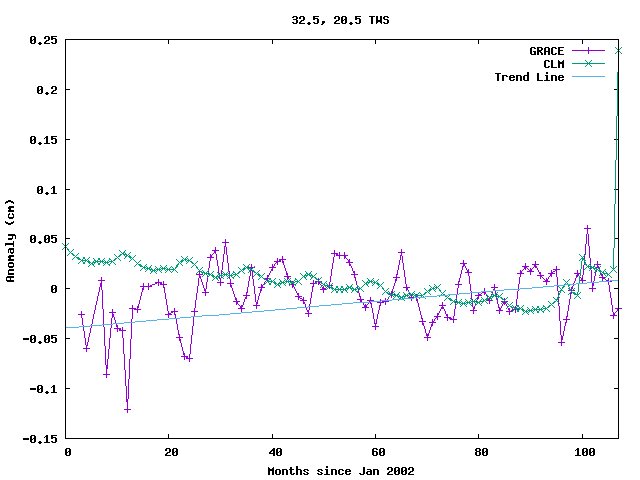 32.5, 20.5 TWS
GRACE
CLM
Trend Line
Anomaly (cm)
0.25
0.2
0.15
0.1
0.05
0
-0.05
-0.1
-0.15
0 20 40 60 80 100
Months since Jan 2002